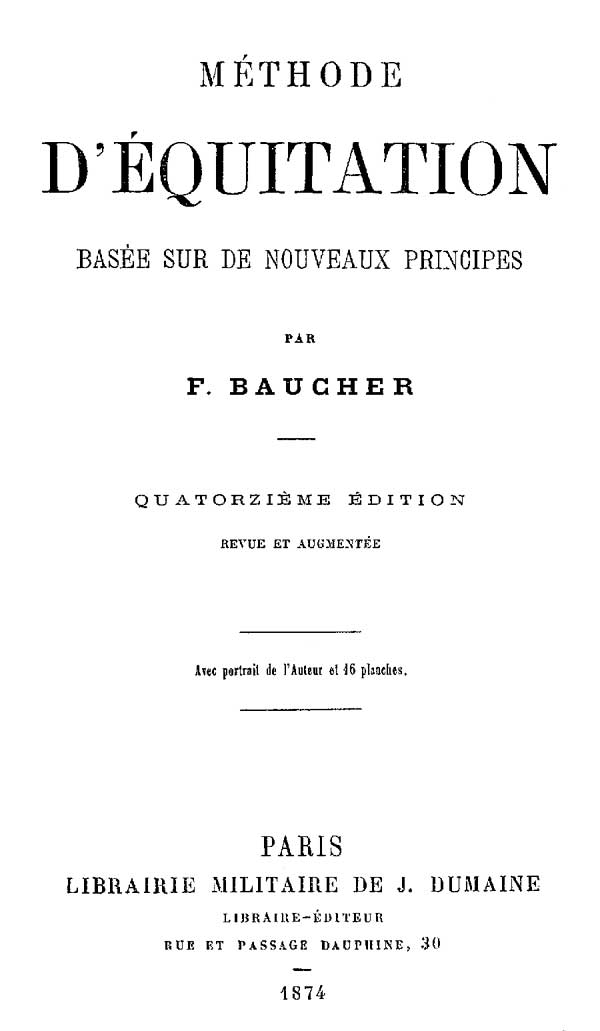 MÉTHODE
D'ÉQUITATION
BASÉE SUR DE NOUVEAUX PRINCIPES
PAR
F. BAUCHER
QUATORZIÈME ÉDITION
REVUE ET AUGMENTÉE
Avec portrait de l'Auteur et 16 planches.
PARIS
LIBRAIRIE MILITAIRE DE J. DUMAINE
LIBRAIRE-ÉDITEUR
RUE ET PASSAGE DAUPHINE, 30
1874